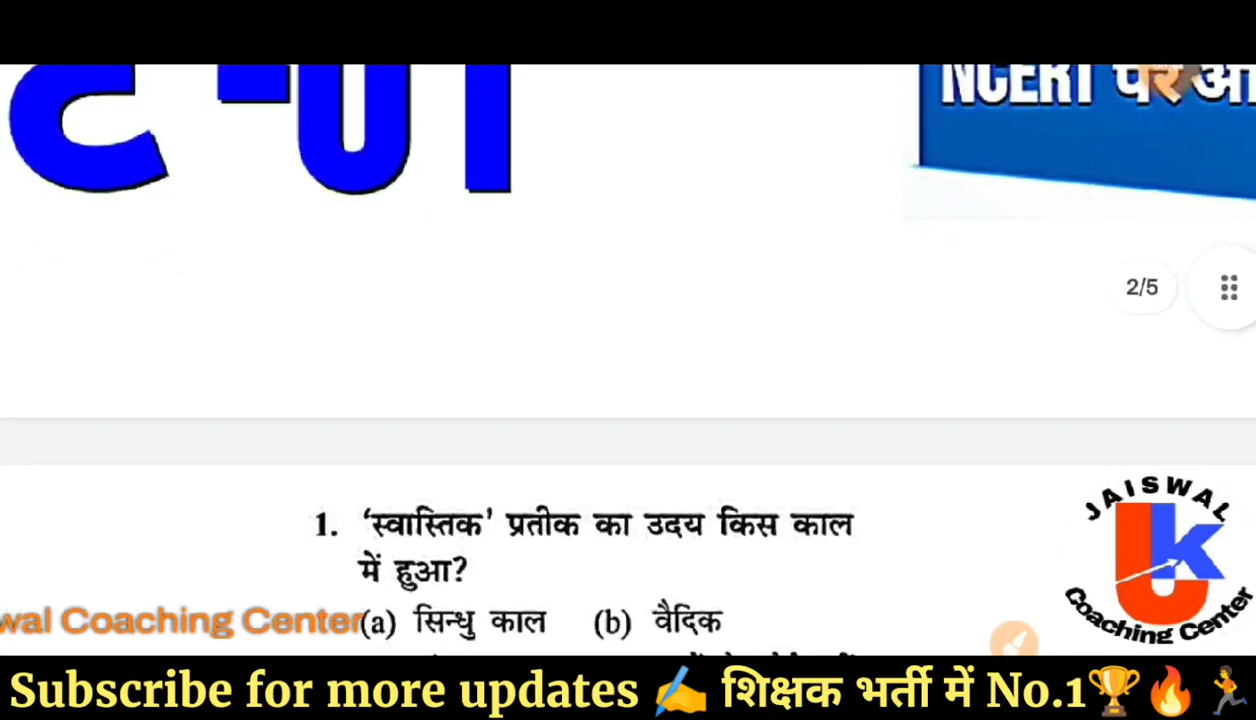 NCERT पर आ
2/5
1. 'स्वास्तिक' प्रतीक का उदय किस काल
में हुआ?
wal Coaching Center
(a) सिन्धु काल (b) वैदिक
JAISWAL
UK
Coaching Center
Subscribe for more updates ✍️ शिक्षक भर्ती में No.1🏆🔥🏃